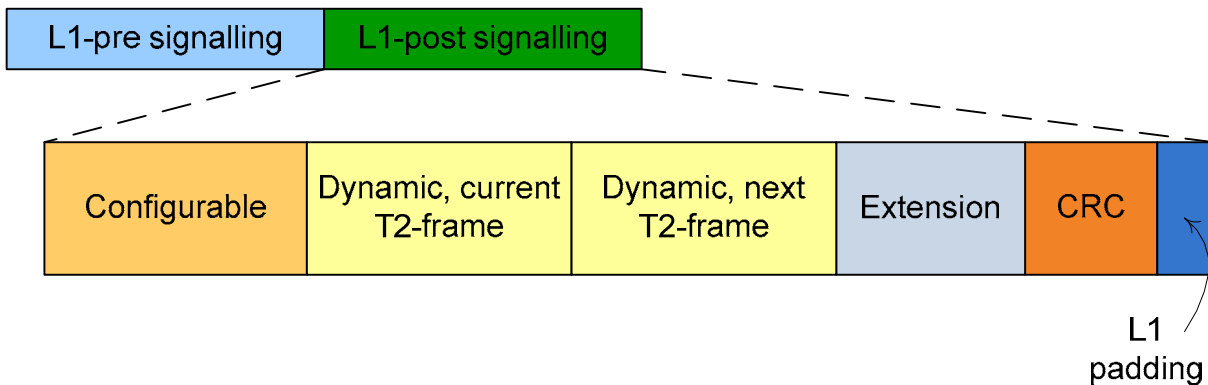 L1-pre signalling
L1-post signalling
Configurable
Dynamic, current
T2-frame
Dynamic, next
T2-frame
Extension
CRC
L1
padding